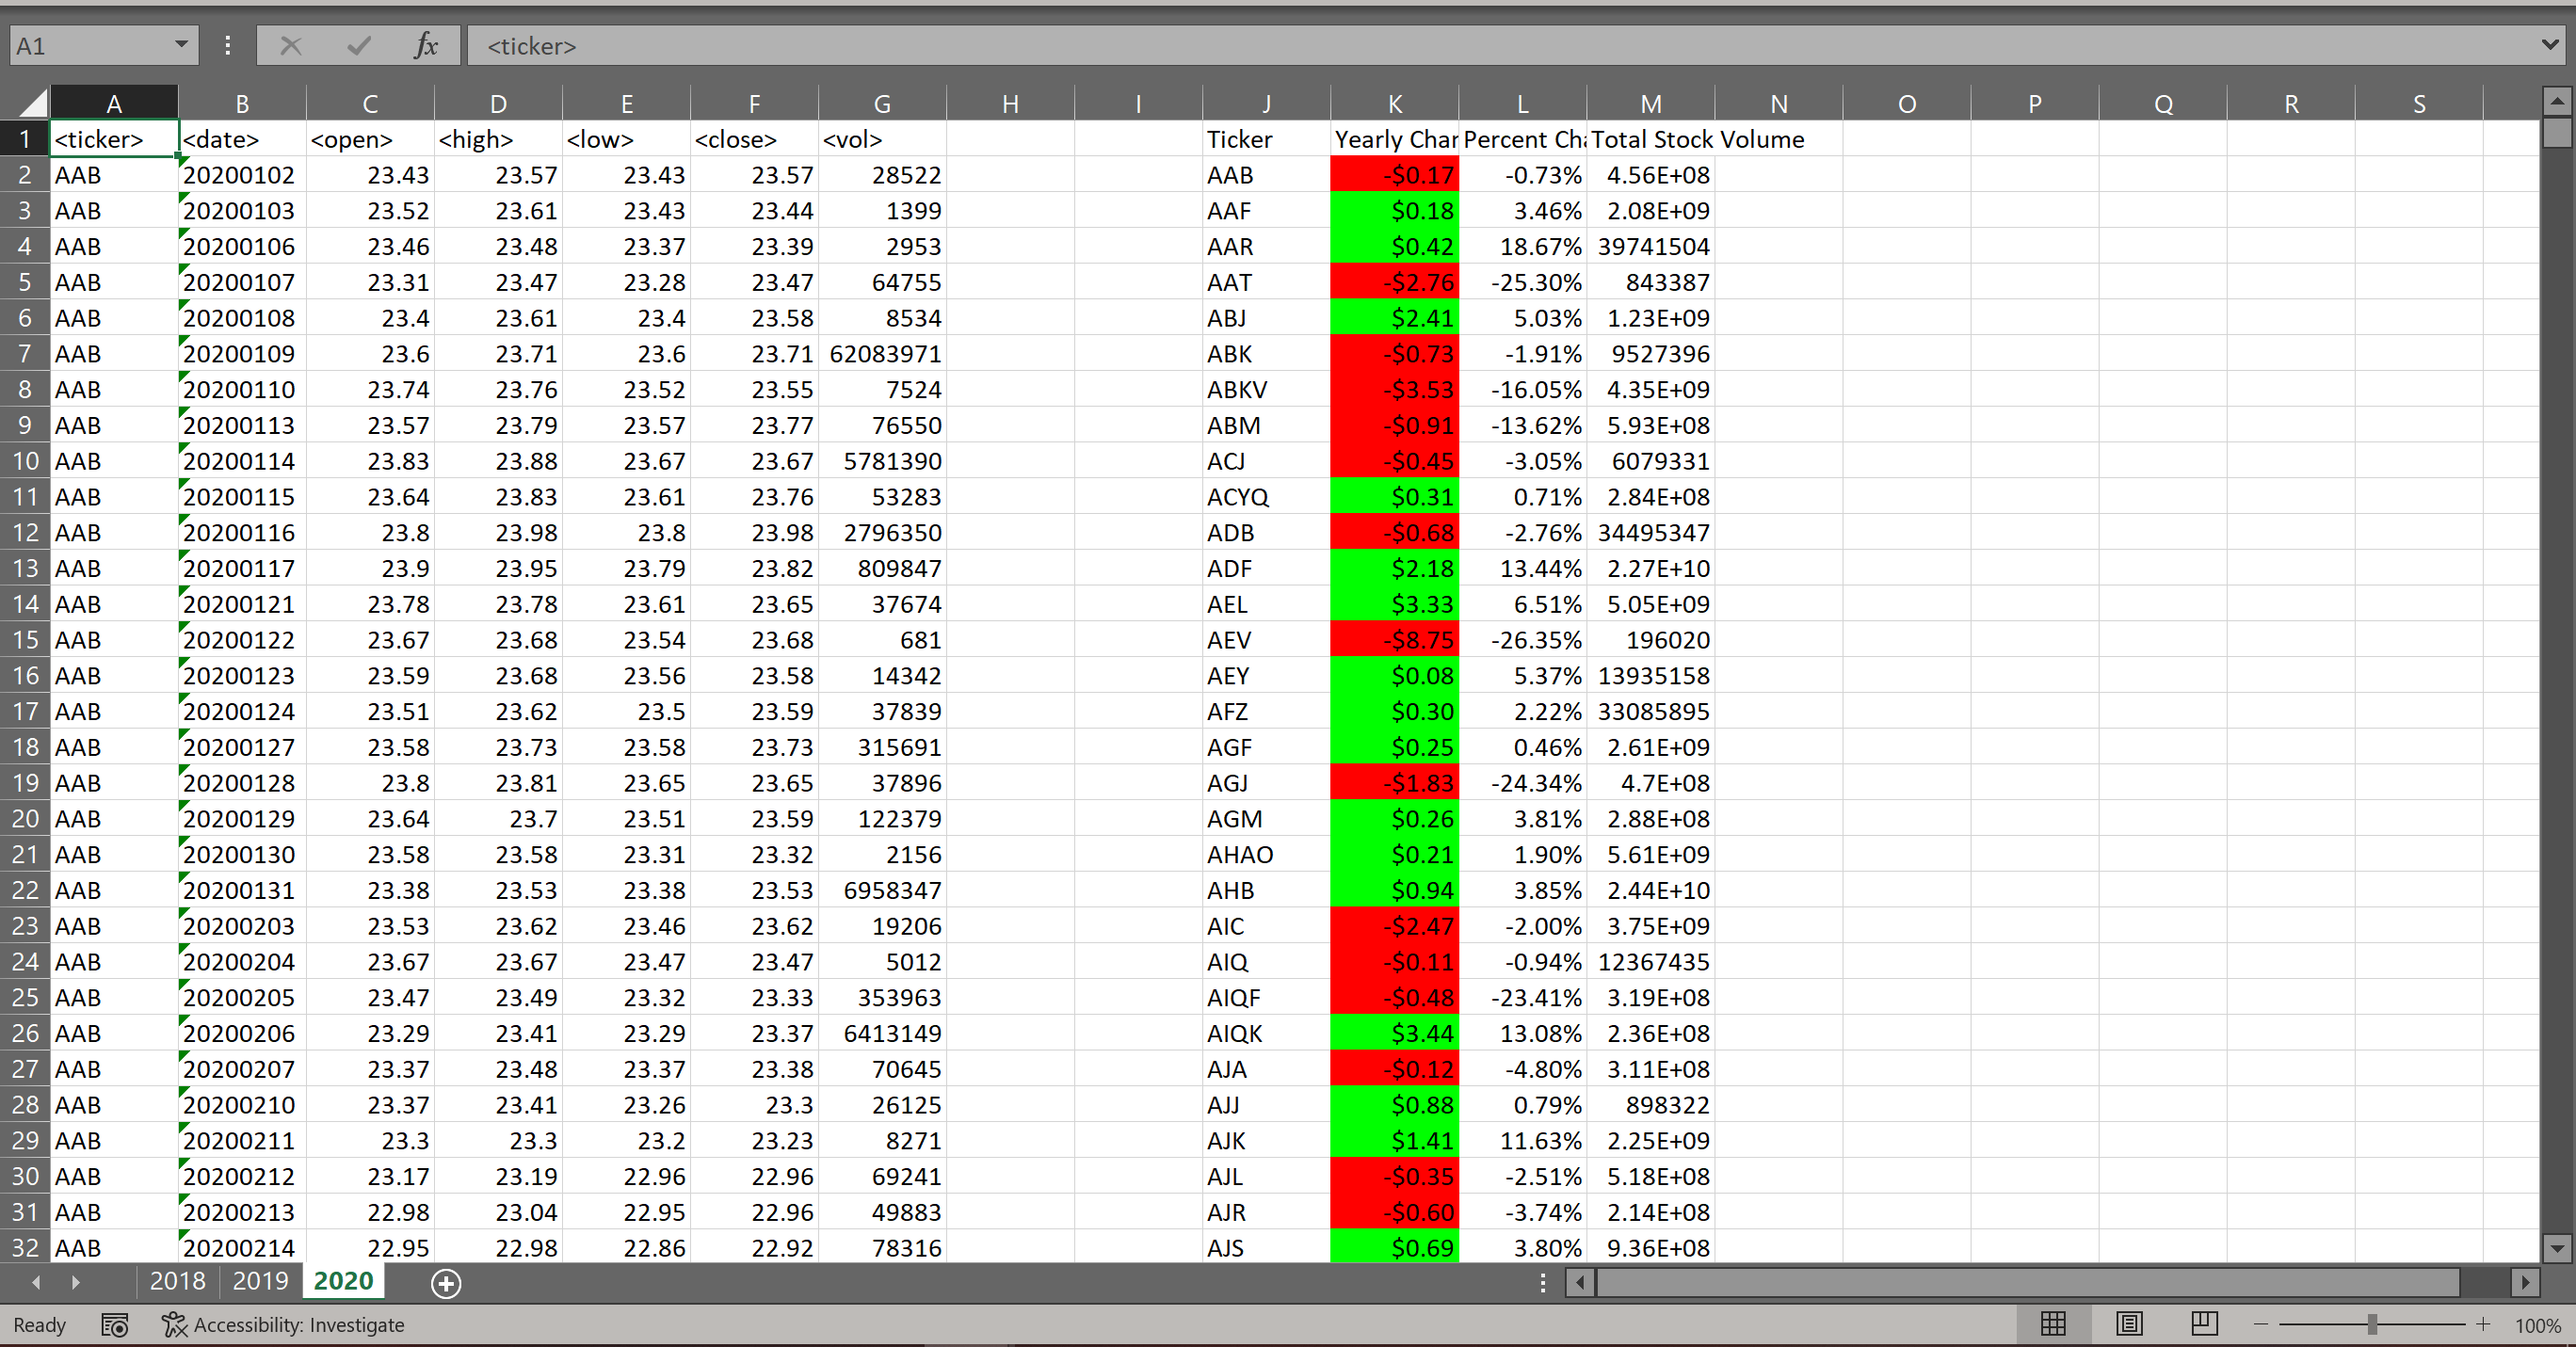 A1 fx <ticker>
A B C D E F G H I J K L M N O P Q R S
1 <ticker> <date> <open> <high> <low> <close> <vol> Ticker Yearly Char Percent Cha Total Stock Volume
2 AAB 20200102 23.43 23.57 23.43 23.57 28522 AAB -$0.17 -0.73% 4.56E+08
3 AAB 20200103 23.52 23.61 23.43 23.44 1399 AAF $0.18 3.46% 2.08E+09
4 AAB 20200106 23.46 23.48 23.37 23.39 2953 AAR $0.42 18.67% 39741504
5 AAB 20200107 23.31 23.47 23.28 23.47 64755 AAT -$2.76 -25.30% 843387
6 AAB 20200108 23.4 23.61 23.4 23.58 8534 ABJ $2.41 5.03% 1.23E+09
7 AAB 20200109 23.6 23.71 23.6 23.71 62083971 ABK -$0.73 -1.91% 9527396
8 AAB 20200110 23.74 23.76 23.52 23.55 7524 ABKV -$3.53 -16.05% 4.35E+09
9 AAB 20200113 23.57 23.79 23.57 23.77 76550 ABM -$0.91 -13.62% 5.93E+08
10 AAB 20200114 23.83 23.88 23.67 23.67 5781390 ACJ -$0.45 -3.05% 6079331
11 AAB 20200115 23.64 23.83 23.61 23.76 53283 ACYQ $0.31 0.71% 2.84E+08
12 AAB 20200116 23.8 23.98 23.8 23.98 2796350 ADB -$0.68 -2.76% 34495347
13 AAB 20200117 23.9 23.95 23.79 23.82 809847 ADF $2.18 13.44% 2.27E+10
14 AAB 20200121 23.78 23.78 23.61 23.65 37674 AEL $3.33 6.51% 5.05E+09
15 AAB 20200122 23.67 23.68 23.54 23.68 681 AEV -$8.75 -26.35% 196020
16 AAB 20200123 23.59 23.68 23.56 23.58 14342 AEY $0.08 5.37% 13935158
17 AAB 20200124 23.51 23.62 23.5 23.59 37839 AFZ $0.30 2.22% 33085895
18 AAB 20200127 23.58 23.73 23.58 23.73 315691 AGF $0.25 0.46% 2.61E+09
19 AAB 20200128 23.8 23.81 23.65 23.65 37896 AGJ -$1.83 -24.34% 4.7E+08
20 AAB 20200129 23.64 23.7 23.51 23.59 122379 AGM $0.26 3.81% 2.88E+08
21 AAB 20200130 23.58 23.58 23.31 23.32 2156 AHAO $0.21 1.90% 5.61E+09
22 AAB 20200131 23.38 23.53 23.38 23.53 6958347 AHB $0.94 3.85% 2.44E+10
23 AAB 20200203 23.53 23.62 23.46 23.62 19206 AIC -$2.47 -2.00% 3.75E+09
24 AAB 20200204 23.67 23.67 23.47 23.47 5012 AIQ -$0.11 -0.94% 12367435
25 AAB 20200205 23.47 23.49 23.32 23.33 353963 AIQF -$0.48 -23.41% 3.19E+08
26 AAB 20200206 23.29 23.41 23.29 23.37 6413149 AIQK $3.44 13.08% 2.36E+08
27 AAB 20200207 23.37 23.48 23.37 23.38 70645 AJA -$0.12 -4.80% 3.11E+08
28 AAB 20200210 23.37 23.41 23.26 23.3 26125 AJJ $0.88 0.79% 898322
29 AAB 20200211 23.3 23.3 23.2 23.23 8271 AJK $1.41 11.63% 2.25E+09
30 AAB 20200212 23.17 23.19 22.96 22.96 69241 AJL -$0.35 -2.51% 5.18E+08
31 AAB 20200213 22.98 23.04 22.95 22.96 49883 AJR -$0.60 -3.74% 2.14E+08
32 AAB 20200214 22.95 22.98 22.86 22.92 78316 AJS $0.69 3.80% 9.36E+08
2018 2019 2020
Ready Accessibility: Investigate 100%